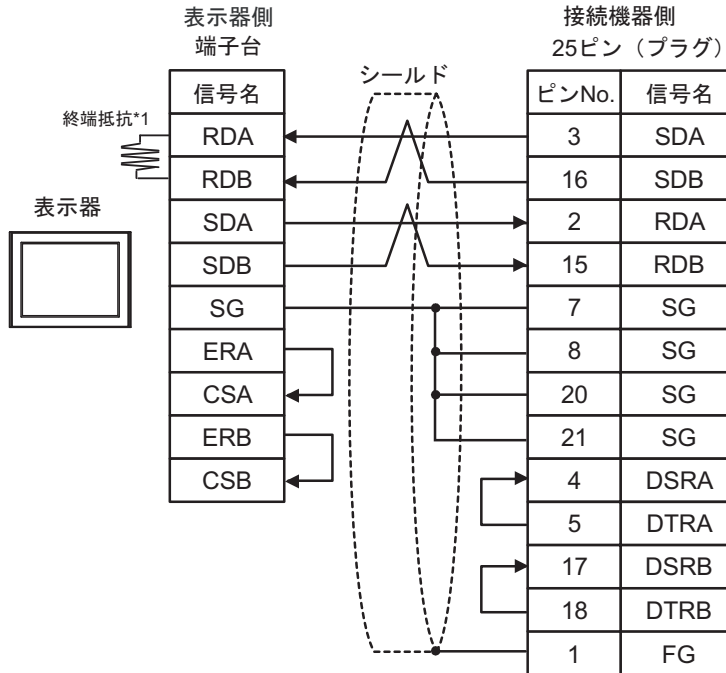 表示器側
端子台
接続機器側
25ピン（プラグ）
シールド
終端抵抗*1
表示器
信号名
RDA
RDB
SDA
SDB
SG
ERA
CSA
ERB
CSB
ピンNo. 信号名
3 SDA
16 SDB
2 RDA
15 RDB
7 SG
8 SG
20 SG
21 SG
4 DSRA
5 DTRA
17 DSRB
18 DTRB
1 FG